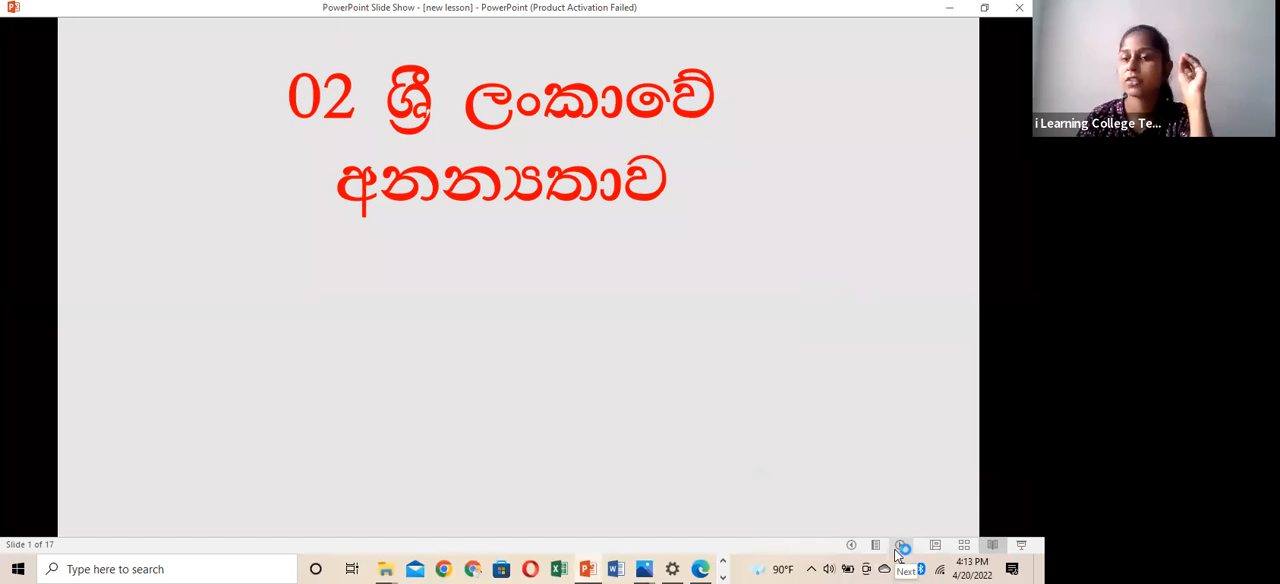 PowerPoint Slide Show - [new lesson] - PowerPoint (Product Activation Failed)
02 ශ්‍රී ලංකාවේ
අනන්‍යතාව
i Learning College Te...
Slide 1 of 17
Next
Type here to search
90°F
4:13 PM
4/20/2022